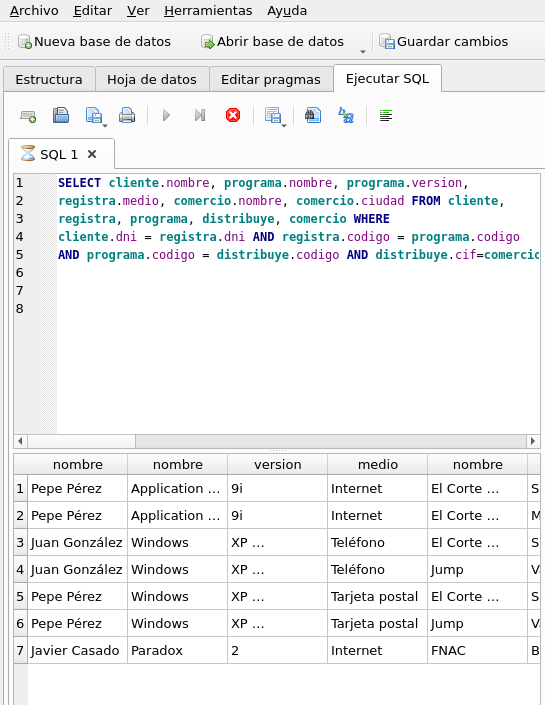 Archivo Editar Ver Herramientas Ayuda
Nueva base de datos Abrir base de datos Guardar cambios
Estructura Hoja de datos Editar pragmas Ejecutar SQL
SQL 1
1 SELECT cliente.nombre, programa.nombre, programa.version,
2 registra.medio, comercio.nombre, comercio.ciudad FROM cliente,
3 registra, programa, distribuye, comercio WHERE
4 cliente.dni = registra.dni AND registra.codigo = programa.codigo
5 AND programa.codigo = distribuye.codigo AND distribuye.cif=comercio
6
7
8
nombre nombre version medio nombre
1 Pepe Pérez Application ... 9i Internet El Corte ... S
2 Pepe Pérez Application ... 9i Internet El Corte ... M
3 Juan González Windows XP ... Teléfono El Corte ... S
4 Juan González Windows XP ... Teléfono Jump V
5 Pepe Pérez Windows XP ... Tarjeta postal El Corte ... S
6 Pepe Pérez Windows XP ... Tarjeta postal Jump V
7 Javier Casado Paradox 2 Internet FNAC B